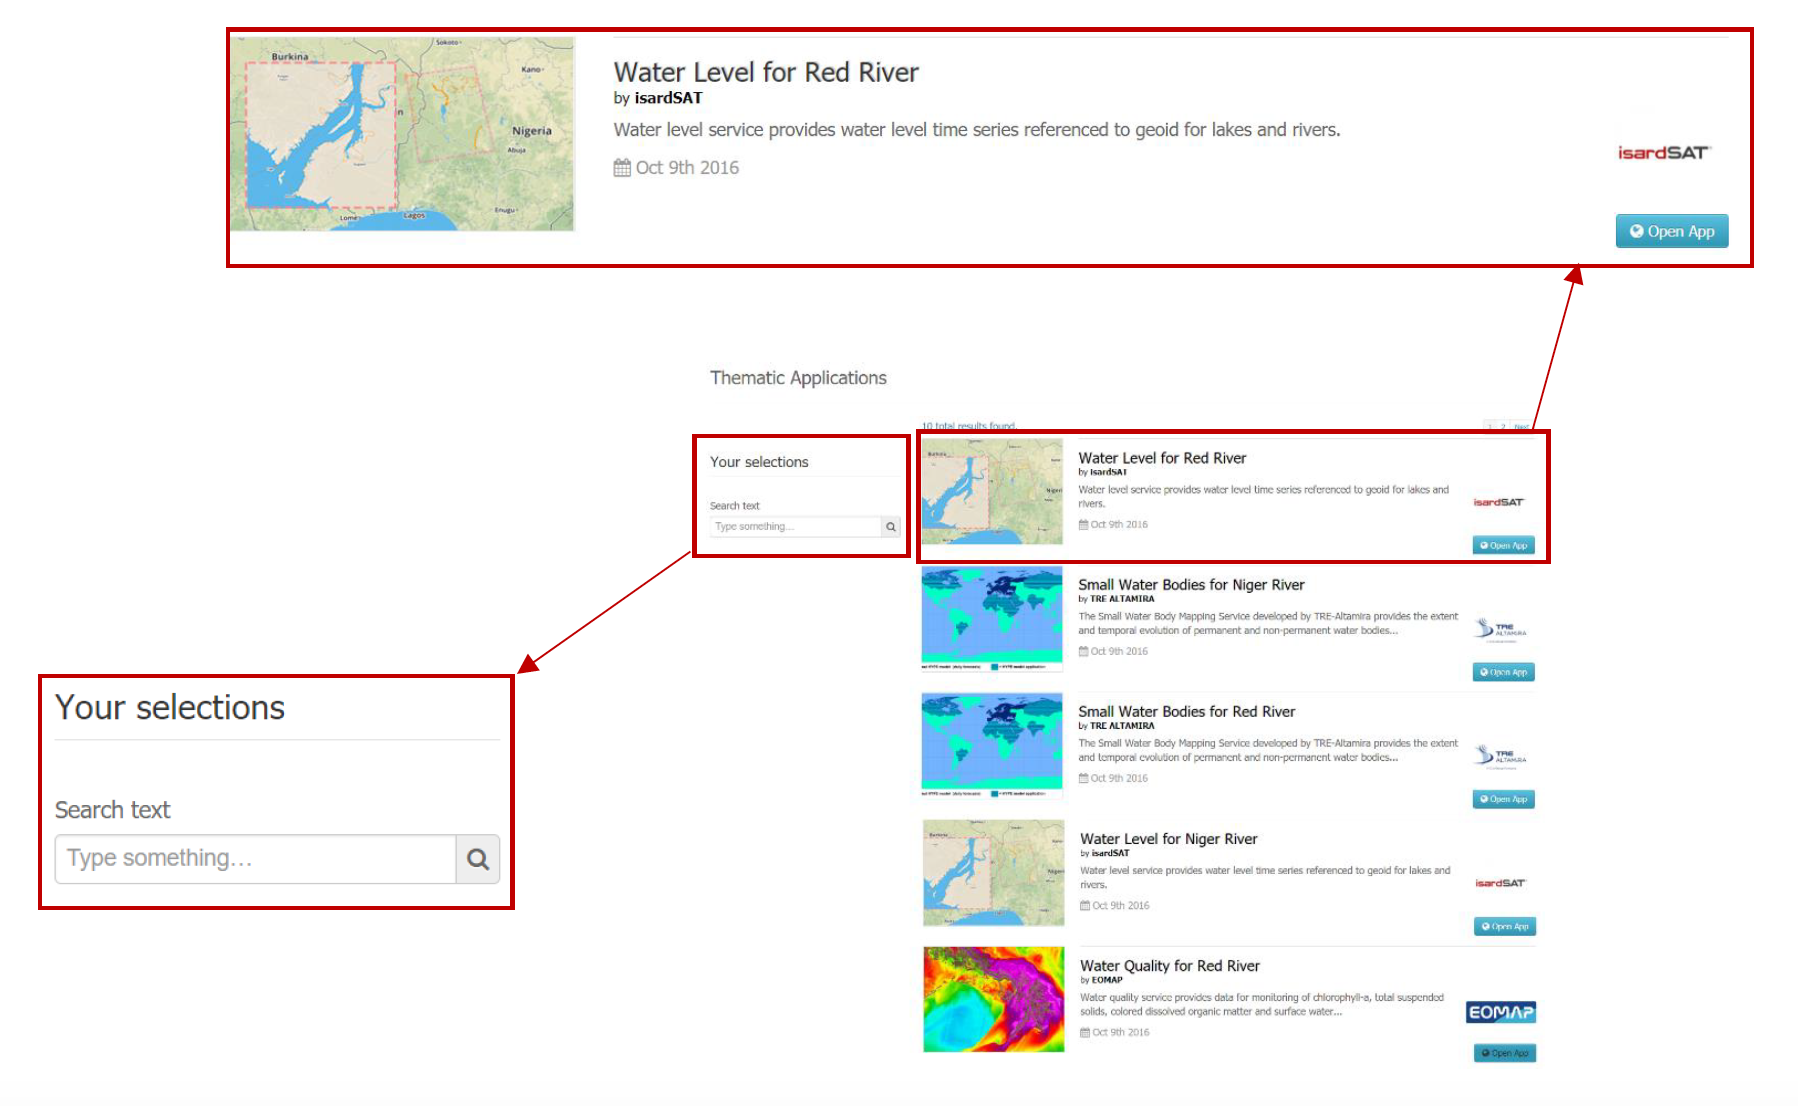 Burkina
Sokoto
Kano
n
Nigeria
Abuja
Lome
Lagos
Enugu
Water Level for Red River
by isardSAT
Water level service provides water level time series referenced to geoid for lakes and rivers.
Oct 9th 2016
isardSAT
Open App
Thematic Applications
10 total results found.
1 2 Next
Your selections
Search text
Type something...
Water Level for Red River
by isardSAT
Water level service provides water level time series referenced to geoid for lakes and
rivers.
Oct 9th 2016
isardSAT
Open App
Small Water Bodies for Niger River
by TRE ALTAMIRA
The Small Water Body Mapping Service developed by TRE-Altamira provides the extent
and temporal evolution of permanent and non-permanent water bodies...
Oct 9th 2016
TRE
ALTAMIRA
Open App
Small Water Bodies for Red River
by TRE ALTAMIRA
The Small Water Body Mapping Service developed by TRE-Altamira provides the extent
and temporal evolution of permanent and non-permanent water bodies...
Oct 9th 2016
TRE
ALTAMIRA
Open App
Water Level for Niger River
by isardSAT
Water level service provides water level time series referenced to geoid for lakes and
rivers.
Oct 9th 2016
isardSAT
Open App
Water Quality for Red River
by EOMAP
Water quality service provides data for monitoring of chlorophyll-a, total suspended
solids, colored dissolved organic matter and surface water...
Oct 9th 2016
EOMAP
Open App
Your selections
Search text
Type something...